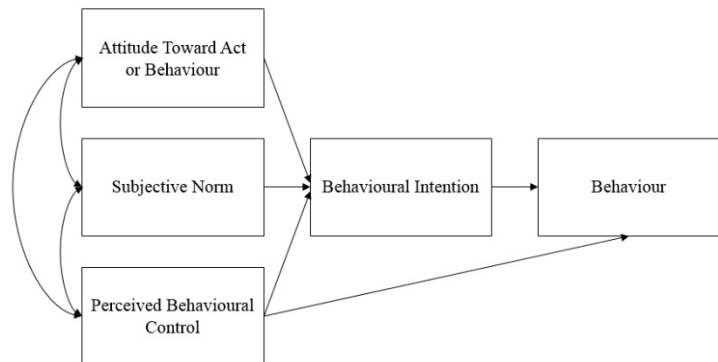 Attitude Toward Act
or Behaviour
Subjective Norm
Behavioural Intention
Behaviour
Perceived Behavioural
Control